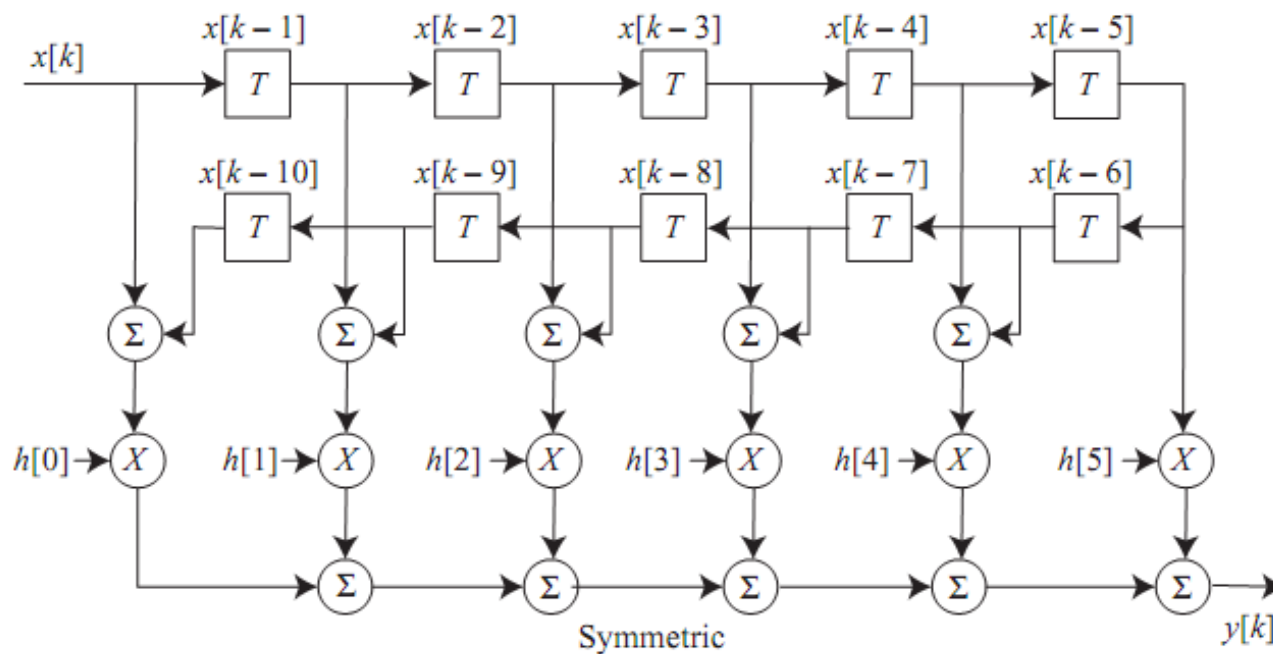 x[k]
x[k − 1] x[k − 2] x[k − 3] x[k − 4] x[k − 5]
T T T T T
x[k − 10] x[k − 9] x[k − 8] x[k − 7] x[k − 6]
T T T T T
Σ Σ Σ Σ Σ
h[0] X h[1] X h[2] X h[3] X h[4] X h[5] X
Σ Σ Σ Σ Σ
y[k]
Symmetric